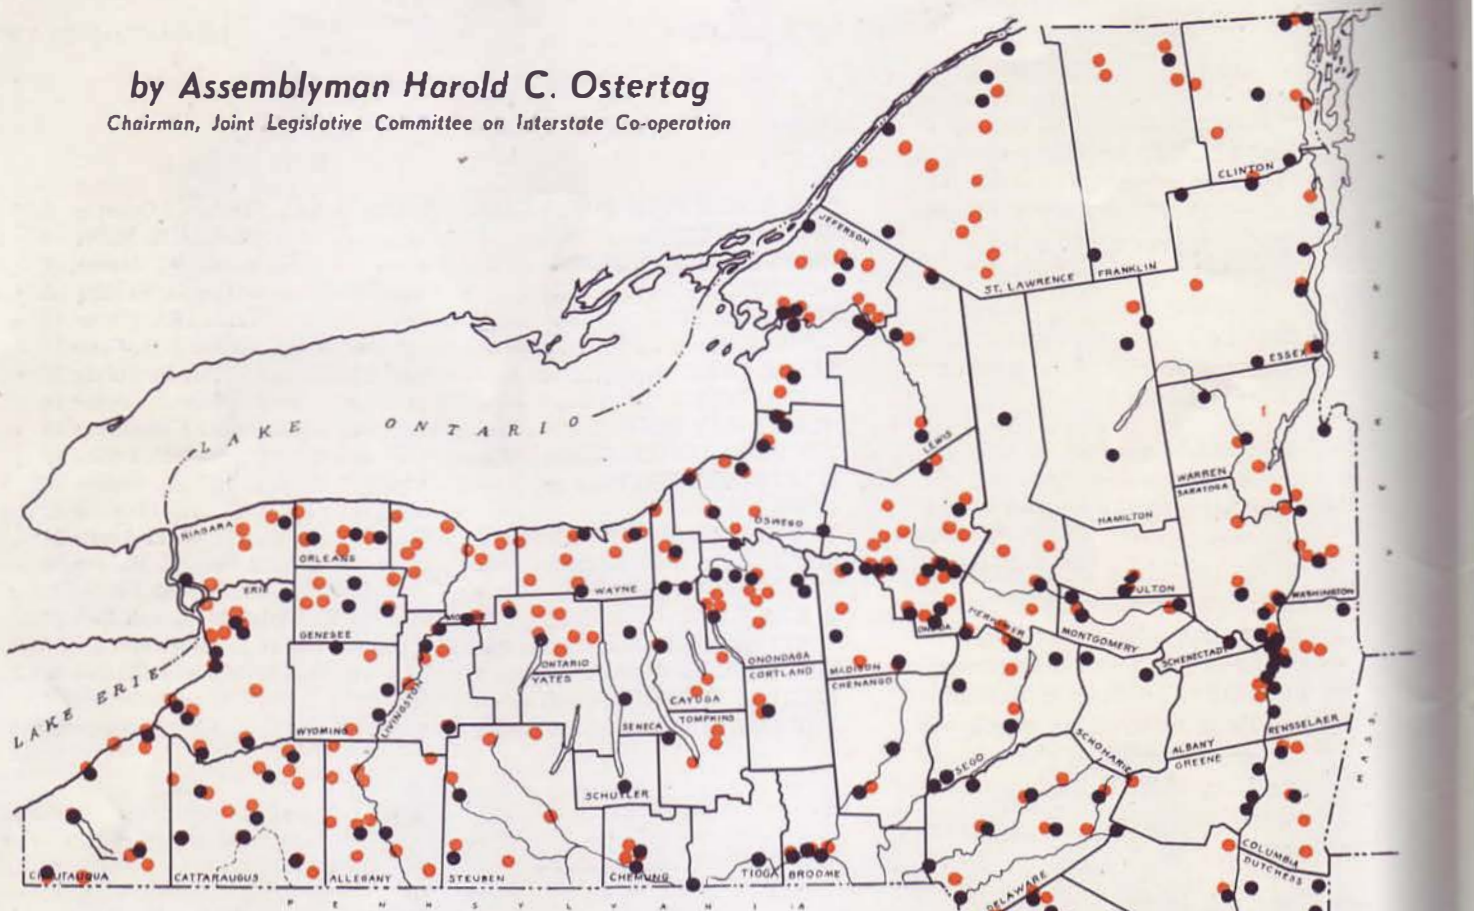 by Assemblyman Harold C. Ostertag
Chairman, Joint Legislative Committee on Interstate Co-operation
CLINTON
JEFFERSON
ST. LAWRENCE
FRANKLIN
ESSEX
LAKE ONTARIO
LEWIS
WARREN
SARATOGA
HAMILTON
NIAGARA
OSWEGO
ORLEANS
ERIE
WAYNE
FULTON
WASHINGTON
GENESEE
HERKIMER
MONTGOMERY
SCHENECTADY
ONTARIO
YATES
ONONDAGA
CORTLAND
MADISON
CHENANGO
LAKE ERIE
CAYUGA
TOMPKINS
SENECA
WYOMING
LIVINGSTON
SCHOHARIE
ALBANY
GREENE
RENSSELAER
MASS.
SCHUYLER
COLUMBIA
DUTCHESS
CHAUTAUQUA
CATTARAUGUS
ALLEGANY
STEUBEN
CHEMUNG
TIOGA
BROOME
DELAWARE
PENNSYLVANIA